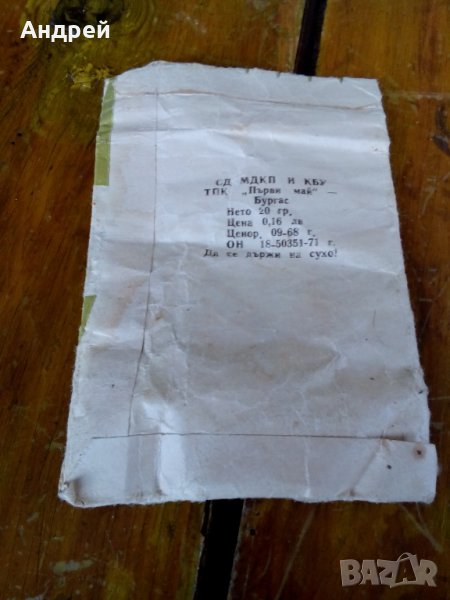 Андрей
СД МДКП И КБУ
ТПК „Първи май" —
Бургас
Нето 20 гр.
Цена 0,16 лв
Ценор. 09-68 г.
ОН 18-50351-71 г.
Да се държи на сухо!
BAZAR